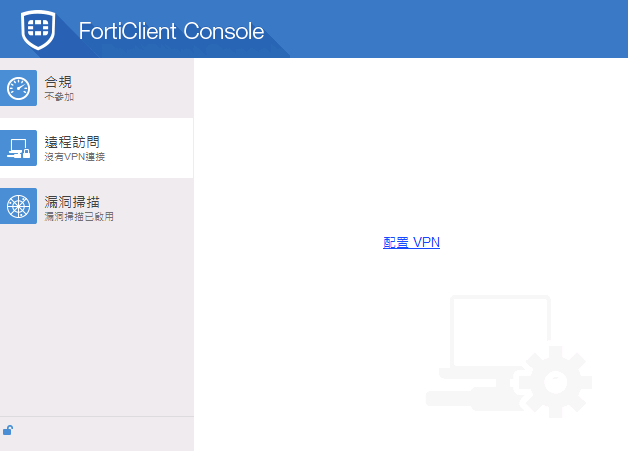 FortiClient Console
合規
不參加
遠程訪問
沒有VPN連接
漏洞掃描
漏洞掃描已啟用
配置 VPN